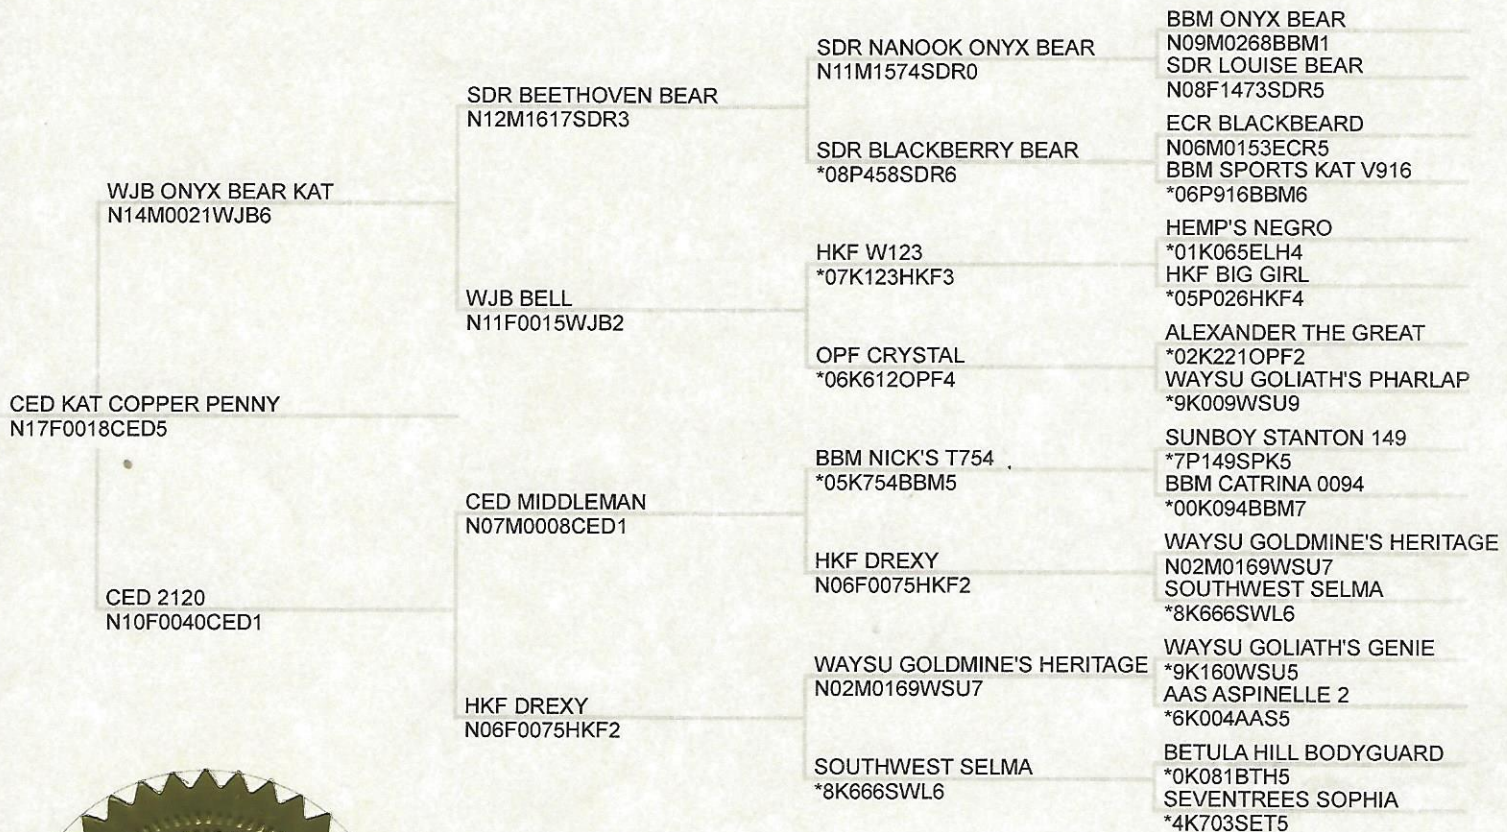 CED KAT COPPER PENNY
N17F0018CED5
WJB ONYX BEAR KAT
N14M0021WJB6
CED 2120
N10F0040CED1
SDR BEETHOVEN BEAR
N12M1617SDR3
WJB BELL
N11F0015WJB2
CED MIDDLEMAN
N07M0008CED1
HKF DREXY
N06F0075HKF2
SDR NANOOK ONYX BEAR
N11M1574SDR0
SDR BLACKBERRY BEAR
*08P458SDR6
HKF W123
*07K123HKF3
OPF CRYSTAL
*06K612OPF4
BBM NICK'S T754
*05K754BBM5
HKF DREXY
N06F0075HKF2
WAYSU GOLDMINE'S HERITAGE
N02M0169WSU7
SOUTHWEST SELMA
*8K666SWL6
BBM ONYX BEAR
N09M0268BBM1
SDR LOUISE BEAR
N08F1473SDR5
ECR BLACKBEARD
N06M0153ECR5
BBM SPORTS KAT V916
*06P916BBM6
HEMP'S NEGRO
*01K065ELH4
HKF BIG GIRL
*05P026HKF4
ALEXANDER THE GREAT
*02K221OPF2
WAYSU GOLIATH'S PHARLAP
*9K009WSU9
SUNBOY STANTON 149
*7P149SPK5
BBM CATRINA 0094
*00K094BBM7
WAYSU GOLDMINE'S HERITAGE
N02M0169WSU7
SOUTHWEST SELMA
*8K666SWL6
WAYSU GOLIATH'S GENIE
*9K160WSU5
AAS ASPINELLE 2
*6K004AAS5
BETULA HILL BODYGUARD
*0K081BTH5
SEVENTREES SOPHIA
*4K703SET5